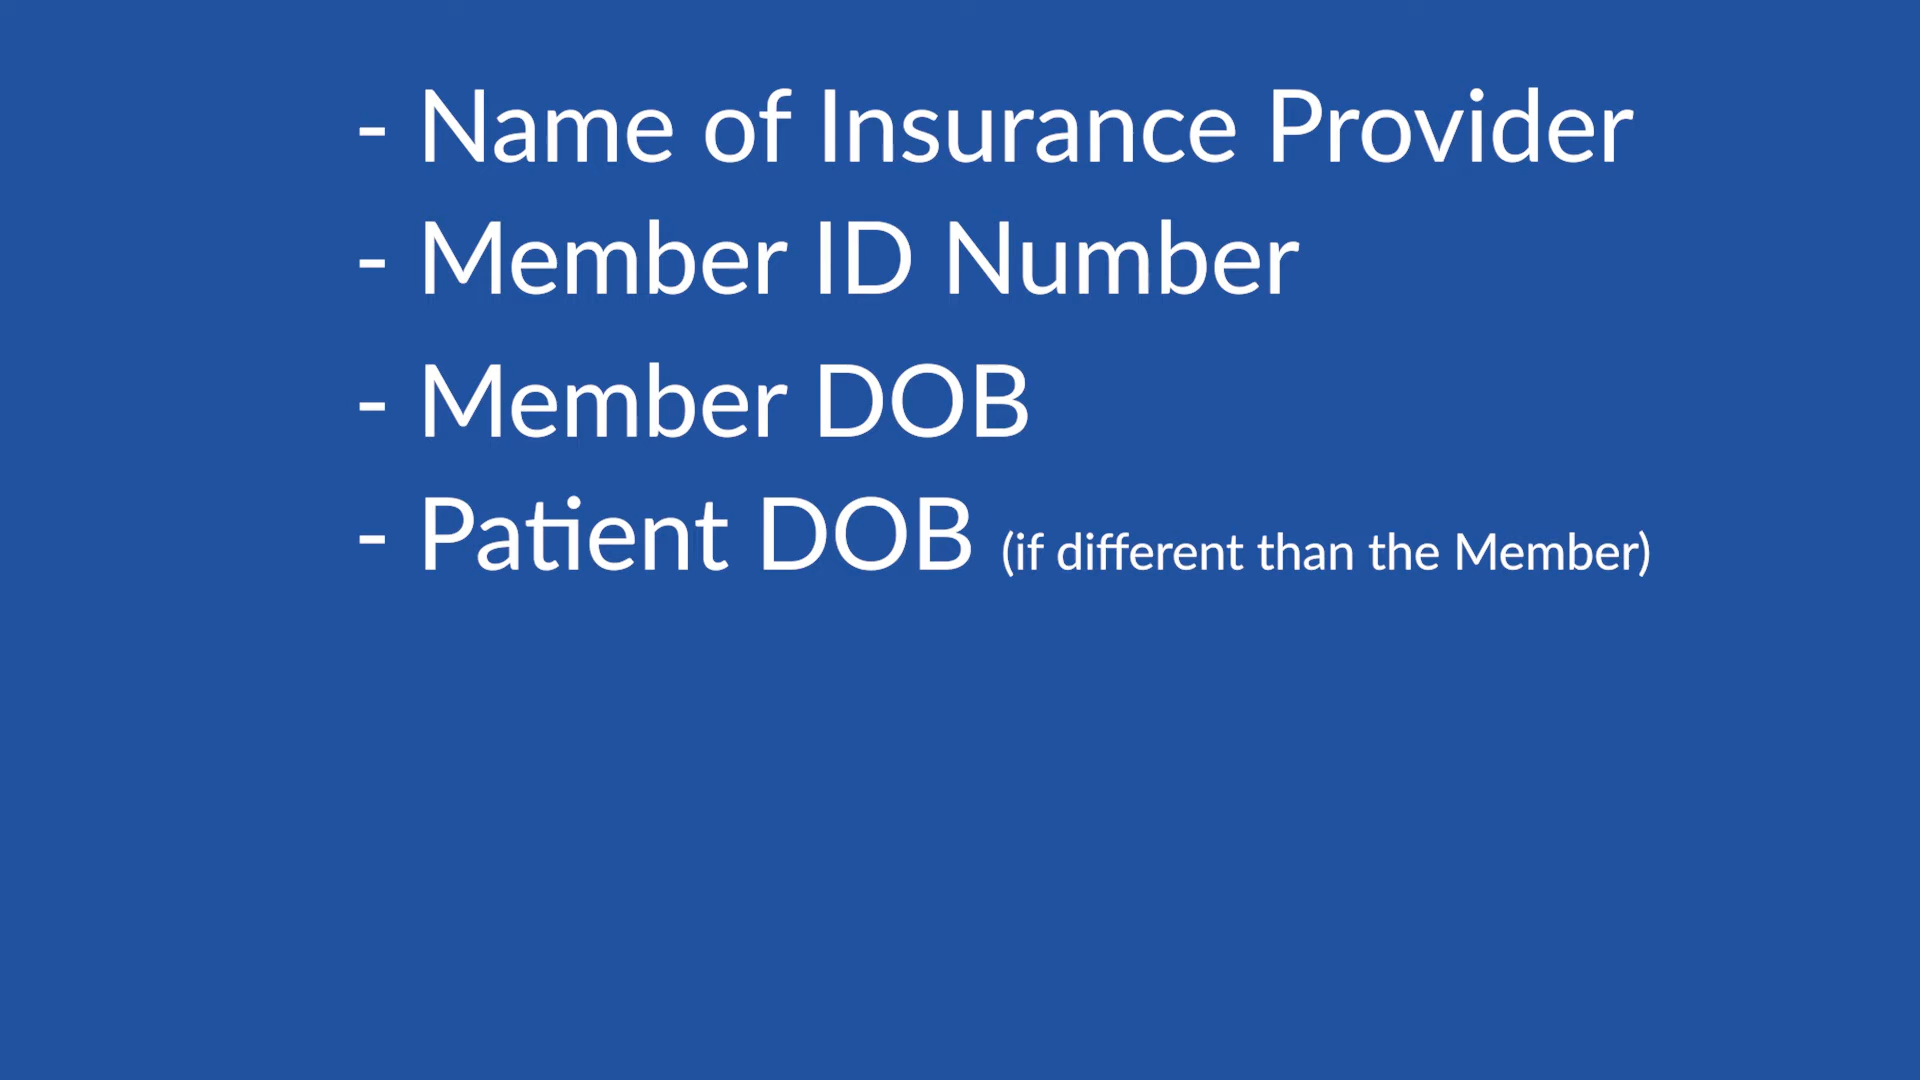 - Name of Insurance Provider
- Member ID Number
- Member DOB
- Patient DOB (if different than the Member)